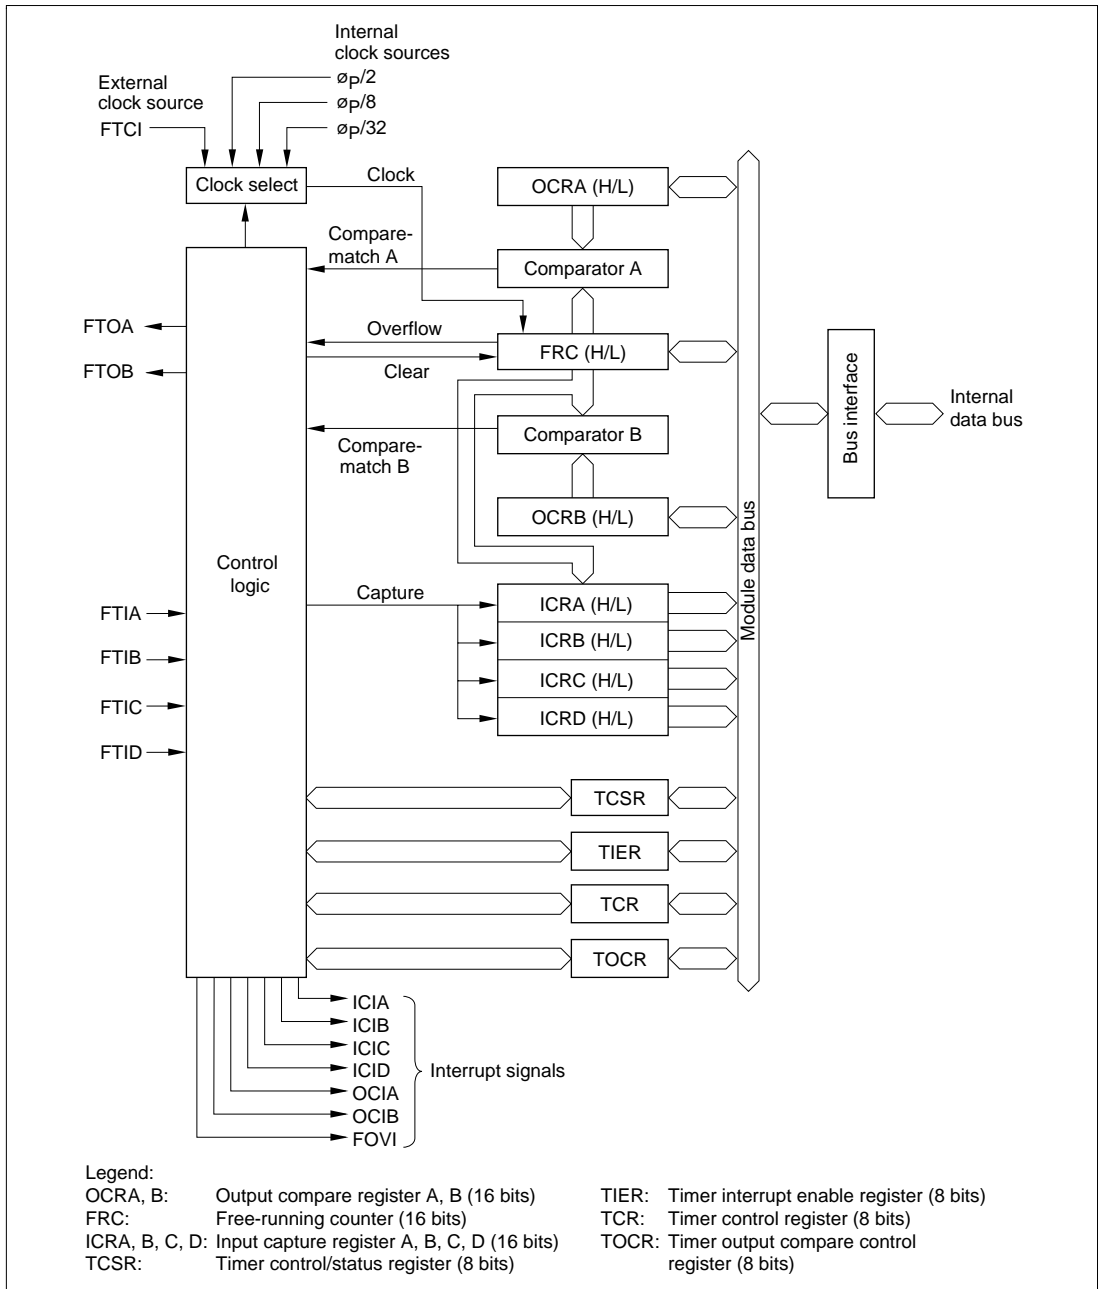 Internal
clock sources
External
clock source
øP/2
øP/8
FTCI
øP/32
Clock select
Clock
OCRA (H/L)
Compare-
match A
Comparator A
FTOA
Overflow
FRC (H/L)
FTOB
Clear
Internal
data bus
Bus interface
Comparator B
Compare-
match B
OCRB (H/L)
Module data bus
Control
logic
Capture
FTIA
ICRA (H/L)
FTIB
ICRB (H/L)
FTIC
ICRC (H/L)
FTID
ICRD (H/L)
TCSR
TIER
TCR
TOCR
ICIA
ICIB
ICIC
ICID
Interrupt signals
OCIA
OCIB
FOVI
Legend:
OCRA, B: Output compare register A, B (16 bits)
FRC: Free-running counter (16 bits)
ICRA, B, C, D: Input capture register A, B, C, D (16 bits)
TCSR: Timer control/status register (8 bits)
TIER: Timer interrupt enable register (8 bits)
TCR: Timer control register (8 bits)
TOCR: Timer output compare control
register (8 bits)